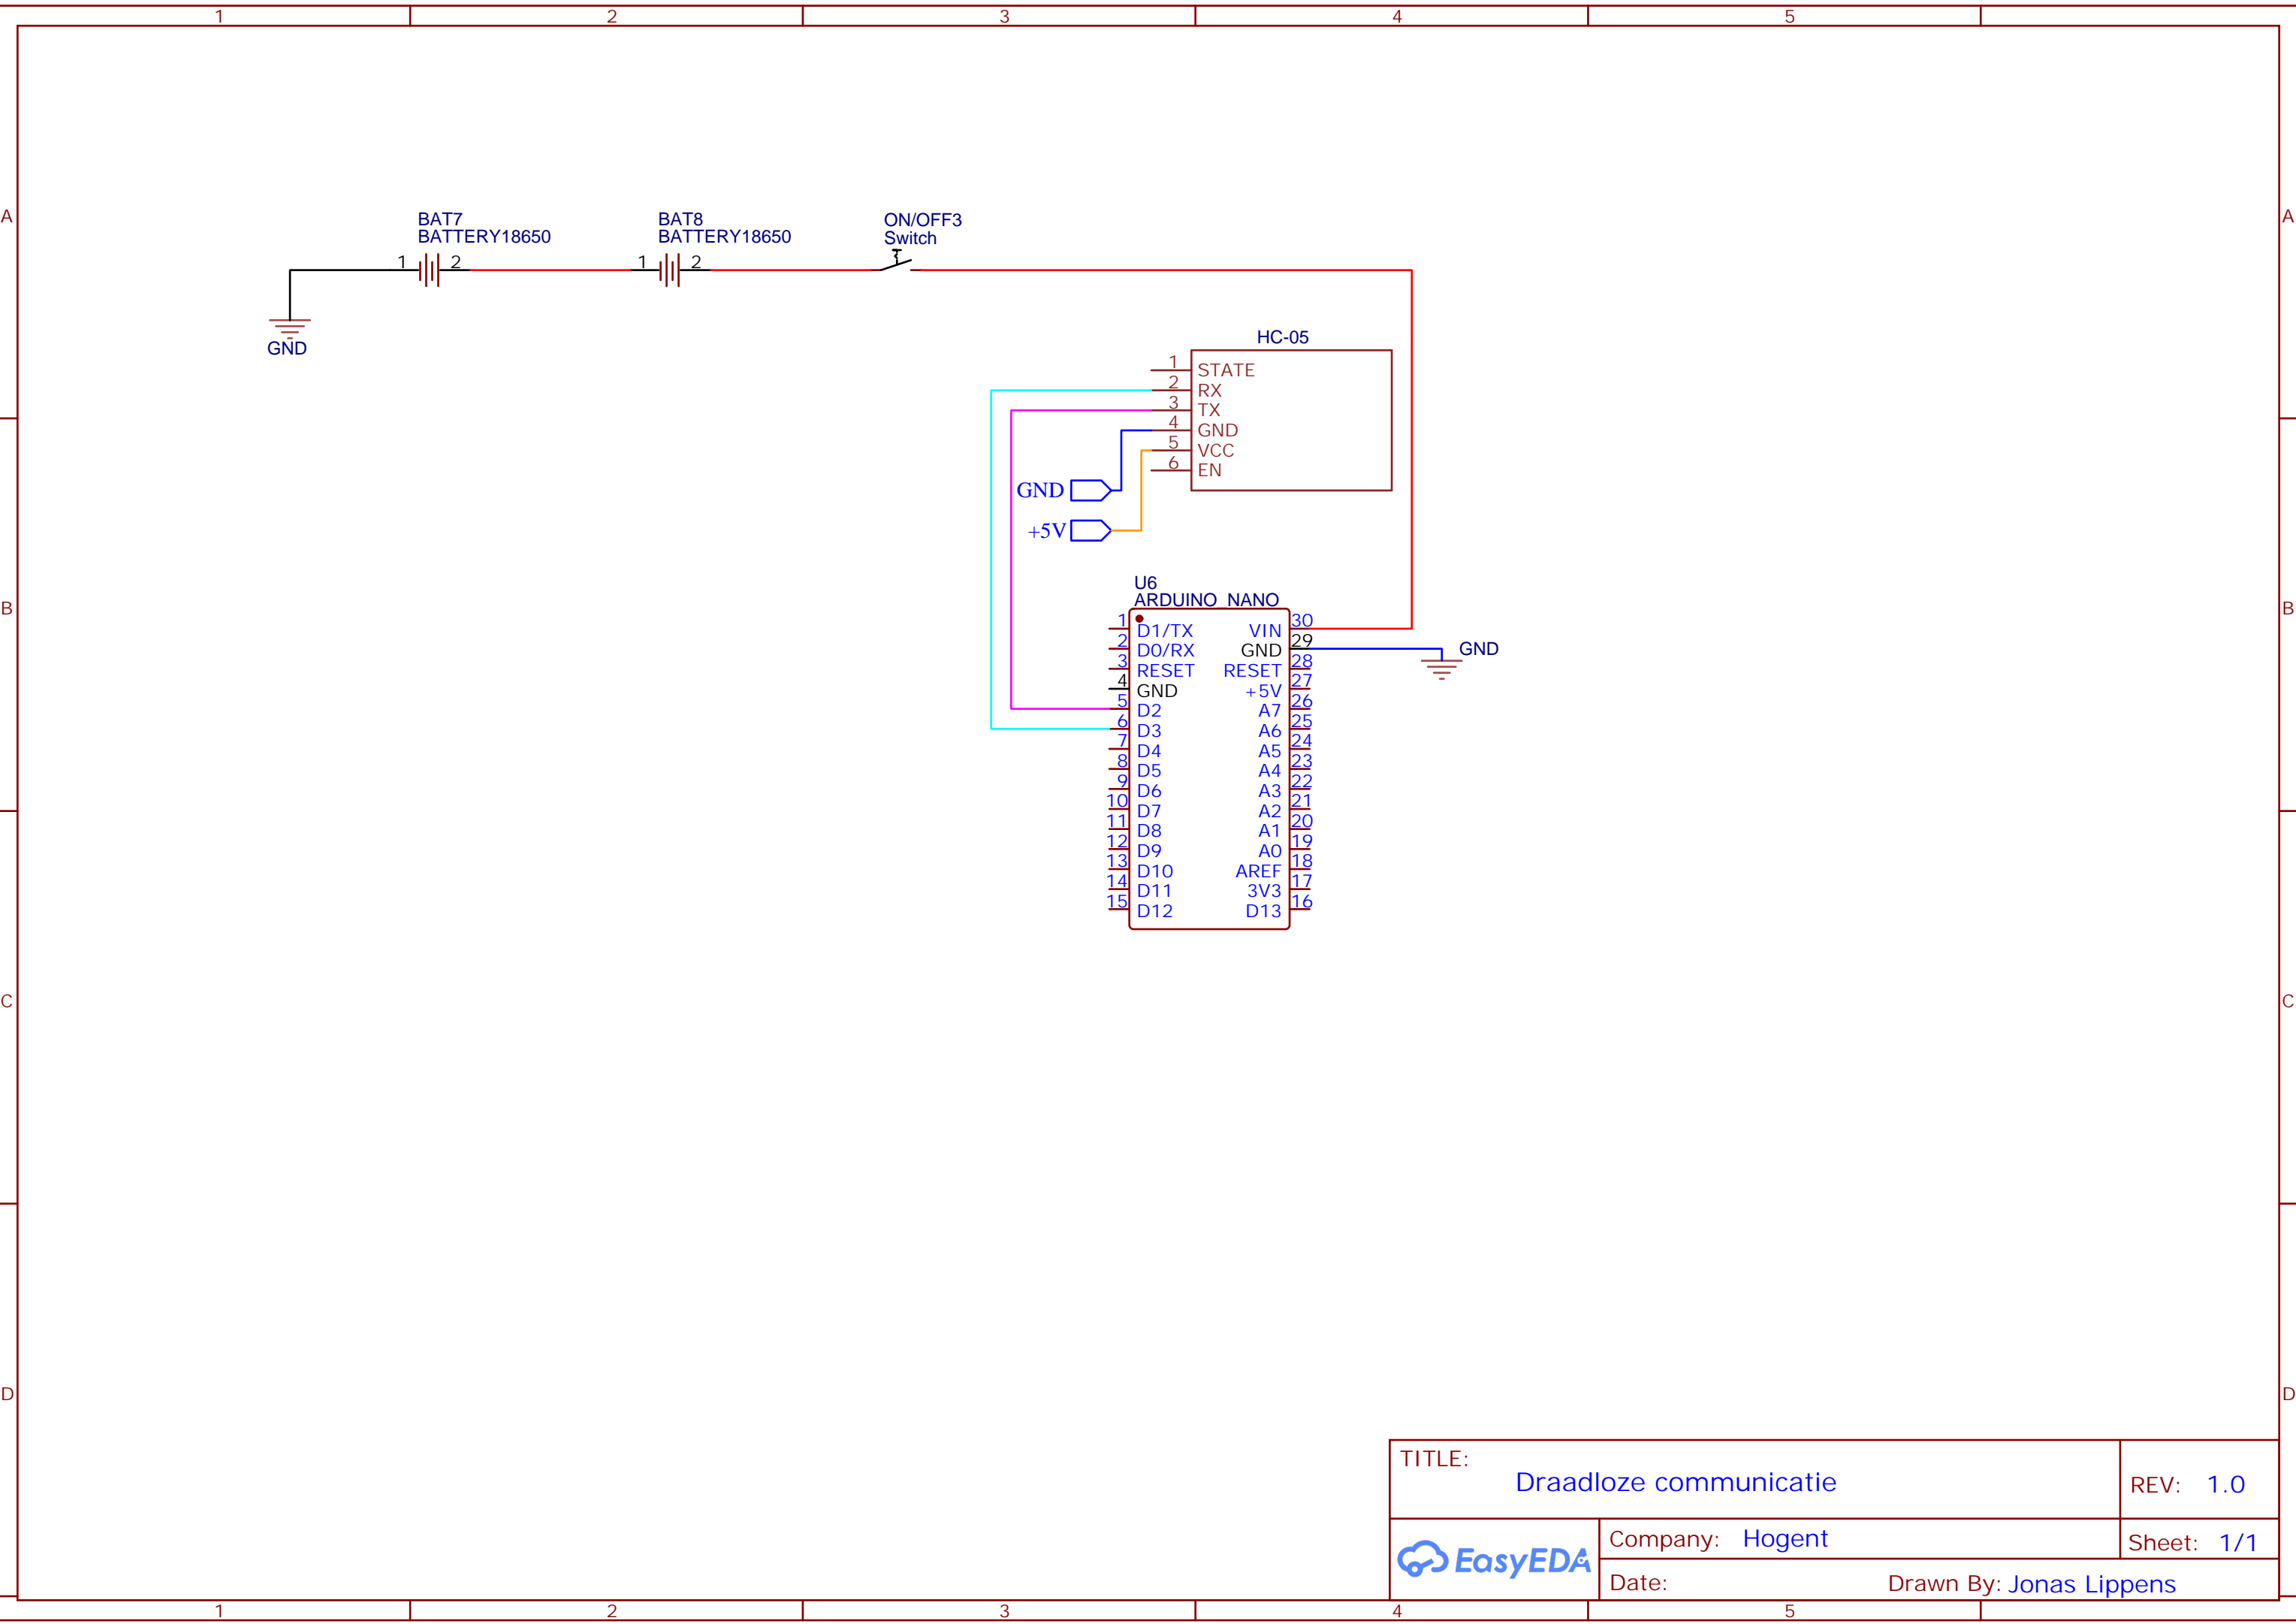 1 2 3 4 5
A A
BAT7
BATTERY18650
1 2
BAT8
BATTERY18650
1 2
ON/OFF3
Switch
GND
HC-05
1 STATE
2 RX
3 TX
4 GND
5 VCC
6 EN
GND
+5V
B B
U6
ARDUINO_NANO
1 D1/TX VIN 30
2 D0/RX GND 29
GND
3 RESET RESET 28
4 GND +5V 27
5 D2 A7 26
6 D3 A6 25
7 D4 A5 24
8 D5 A4 23
9 D6 A3 22
10 D7 A2 21
11 D8 A1 20
12 D9 A0 19
13 D10 AREF 18
14 D11 3V3 17
15 D12 D13 16
C C
D D
TITLE:
Draadloze communicatie
REV: 1.0
EasyEDA
Company: Hogent
Sheet: 1/1
Date:
Drawn By: Jonas Lippens
1 2 3 4 5